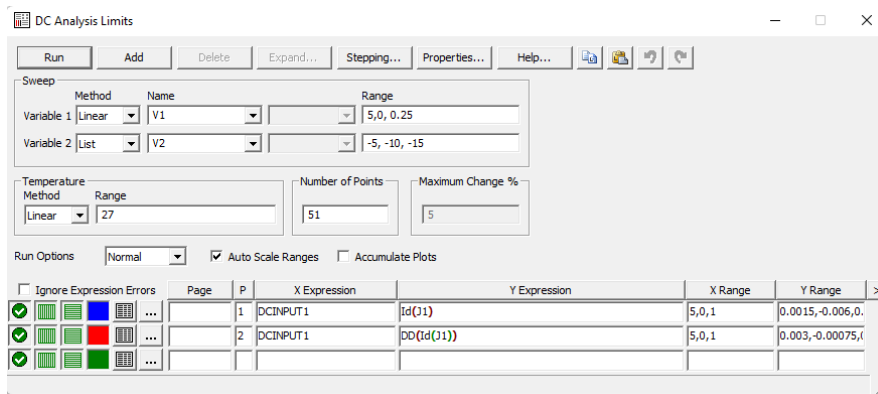 DC Analysis Limits
Run Add Delete Expand... Stepping... Properties... Help...
Sweep
Method Name Range
Variable 1 Linear V1 5,0, 0.25
Variable 2 List V2 -5, -10, -15
Temperature Number of Points Maximum Change %
Method Range
Linear 27 51 5
Run Options Normal Auto Scale Ranges Accumulate Plots
Ignore Expression Errors Page P X Expression Y Expression X Range Y Range >
... 1 DCINPUT1 Id(J1) 5,0,1 0.0015,-0.006,0.
... 2 DCINPUT1 DD(Id(J1)) 5,0,1 0.003,-0.00075,(
...